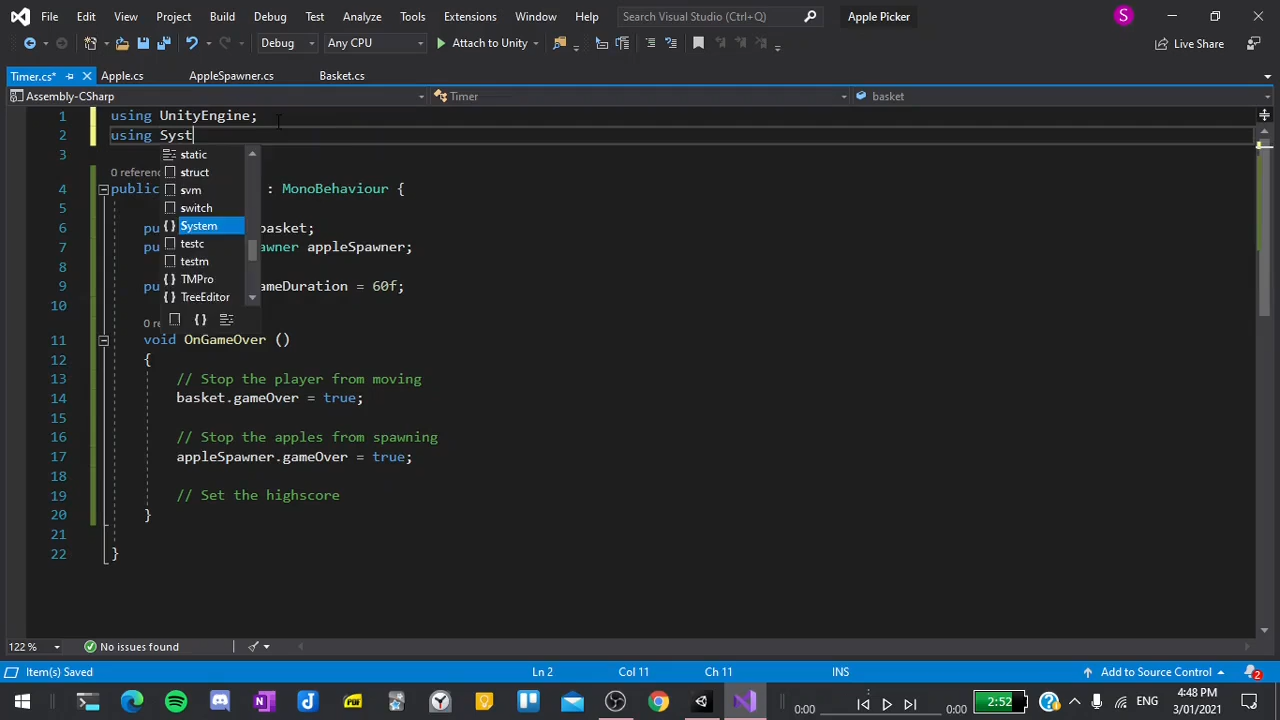 File Edit View Project Build Debug Test Analyze Tools Extensions Window Help Search Visual Studio (Ctrl+Q) Apple Picker S
Debug Any CPU Attach to Unity Live Share
Timer.cs* Apple.cs AppleSpawner.cs Basket.cs
Assembly-CSharp Timer basket
1 using UnityEngine;
2 using Syst
3 static
0 referenc struct
svm
4 public : MonoBehaviour {
5 switch
6 pu basket;
System
7 pu awner appleSpawner;
testc
8 testm
9 pu ameDuration = 60f;
TMPro
10 TreeEditor
0 re
11 void OnGameOver ()
12 {
13 // Stop the player from moving
14 basket.gameOver = true;
15
16 // Stop the apples from spawning
17 appleSpawner.gameOver = true;
18
19 // Set the highscore
20 }
21
22 }
122 % No issues found
Item(s) Saved Ln 2 Col 11 Ch 11 INS Add to Source Control 2
2:52 0:00 0:00 ENG 4:48 PM
3/01/2021